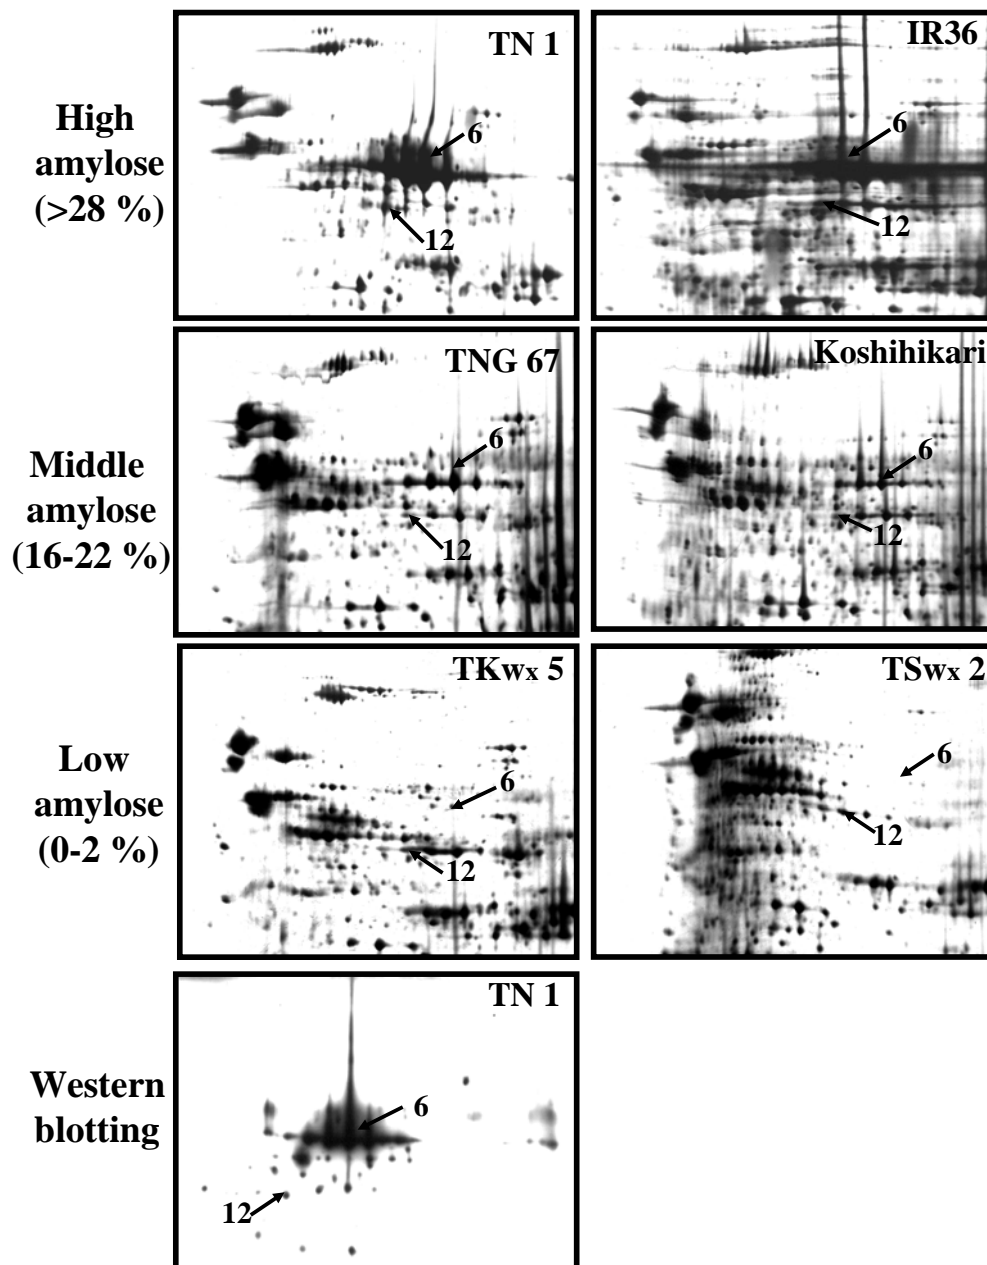 High
amylose
(>28 %)
TN 1
6
12
IR36
6
12
Middle
amylose
(16-22 %)
TNG 67
6
12
Koshihikari
6
12
Low
amylose
(0-2 %)
TKwx 5
6
12
TSwx 2
6
12
Western
blotting
TN 1
6
12